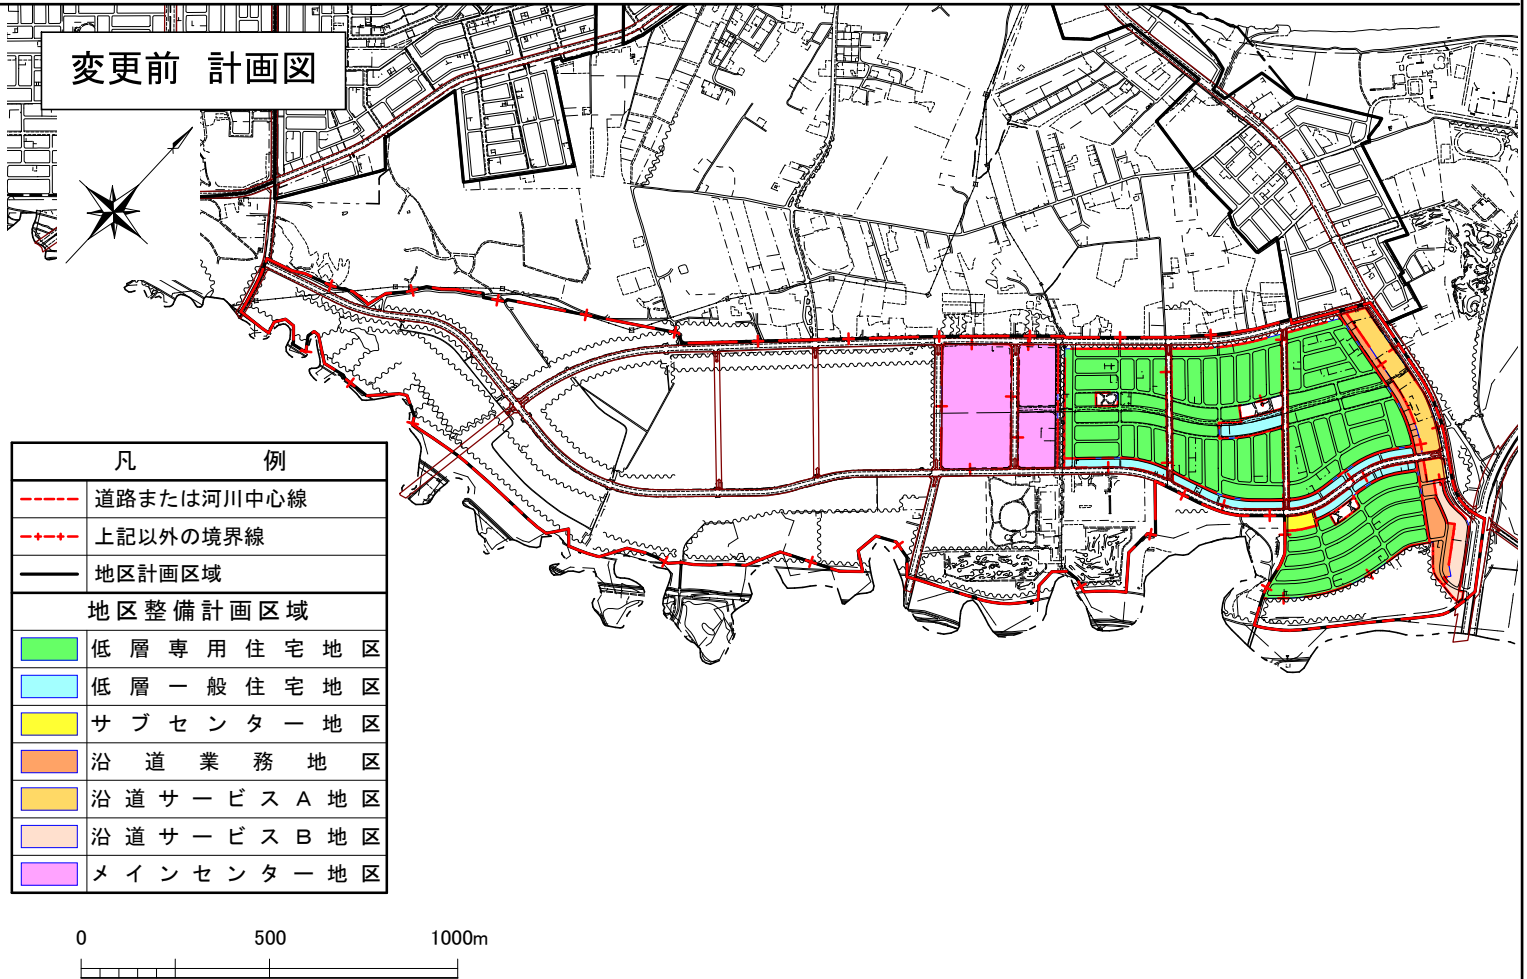 変更前 計画図
凡 例
道路または河川中心線
上記以外の境界線
地区計画区域
地区整備計画区域
低層専用住宅地区
低層一般住宅地区
サブセンター地区
沿道業務地区
沿道サービスA地区
沿道サービスB地区
メインセンター地区
0 500 1000m